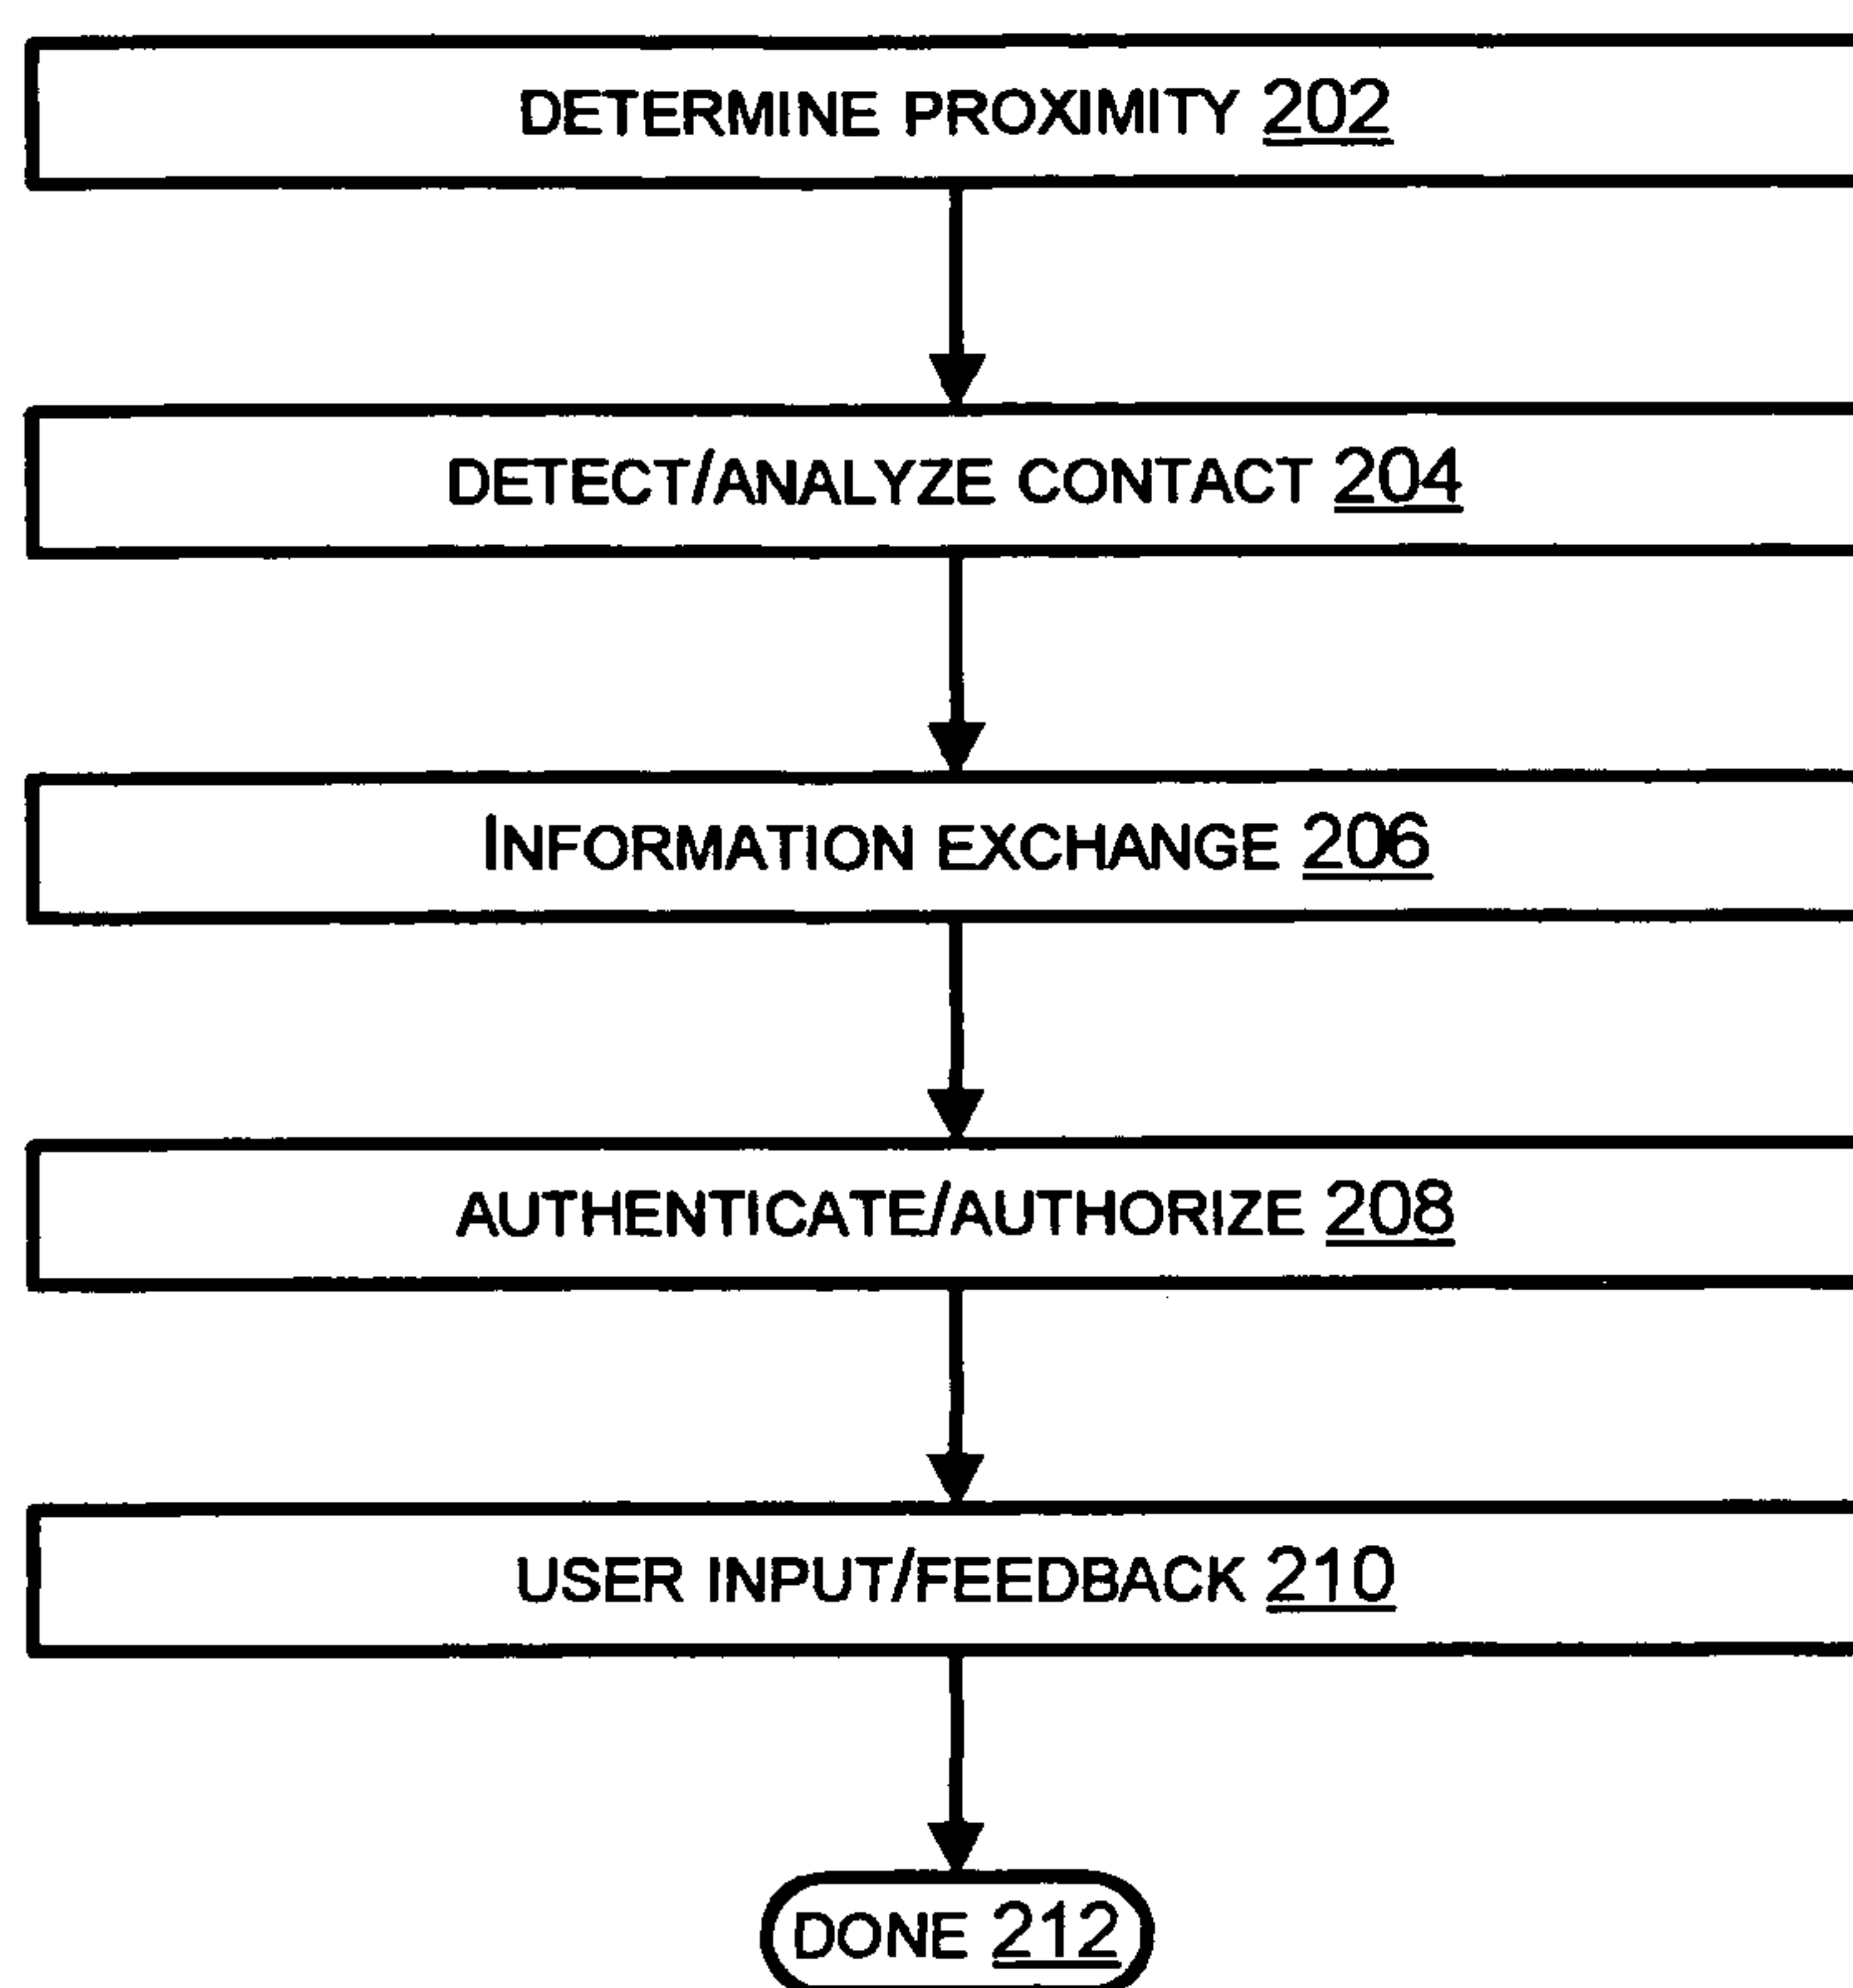 DETERMINE PROXIMITY 202
DETECT/ANALYZE CONTACT 204
INFORMATION EXCHANGE 206
AUTHENTICATE/AUTHORIZE 208
USER INPUT/FEEDBACK 210
DONE 212